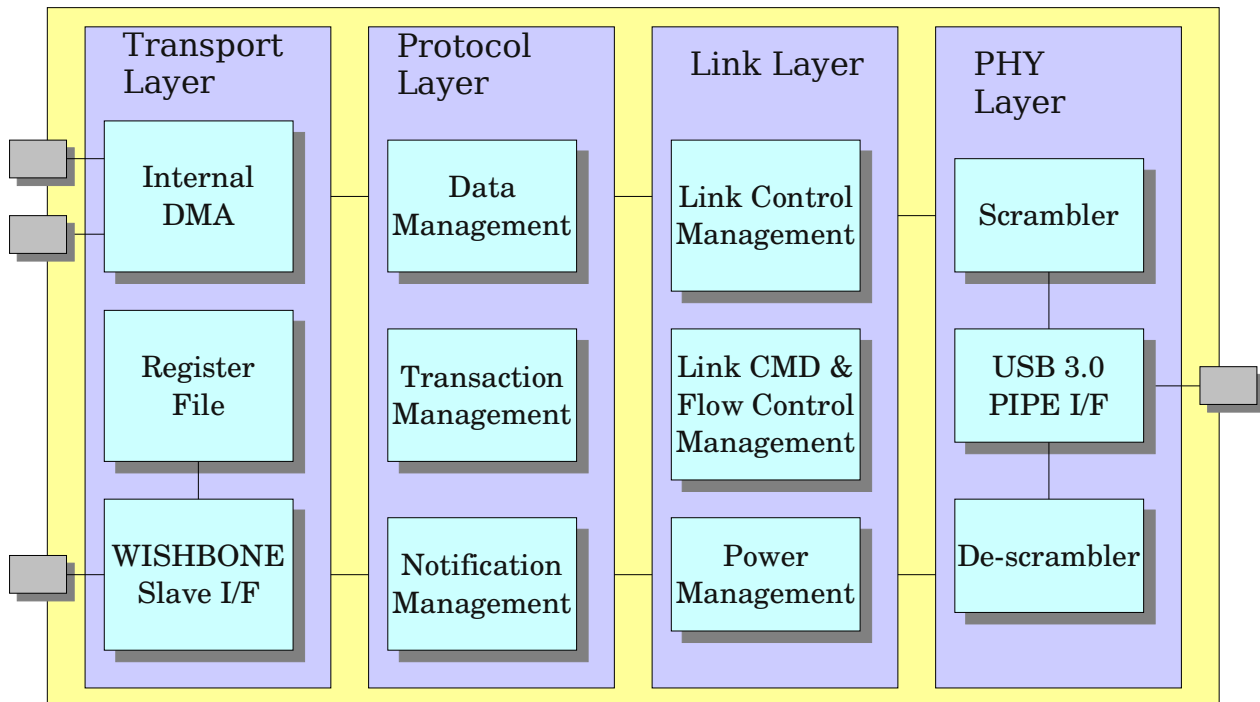 Transport
Layer
Internal
DMA
Register
File
WISHBONE
Slave I/F
Protocol
Layer
Data
Management
Transaction
Management
Notification
Management
Link Layer
Link Control
Management
Link CMD &
Flow Control
Management
Power
Management
PHY
Layer
Scrambler
USB 3.0
PIPE I/F
De-scrambler